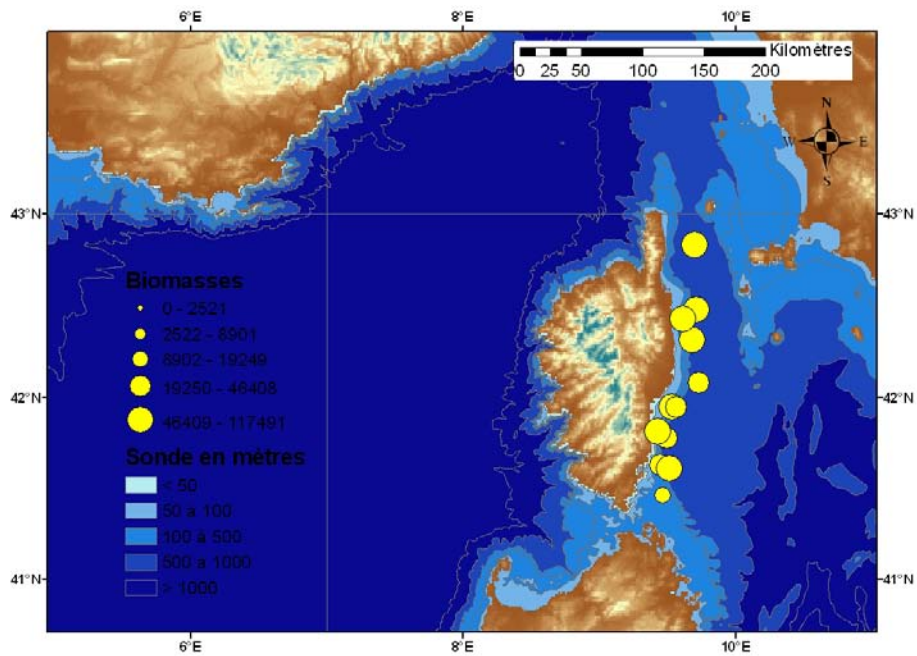 6°E 8°E 10°E
Kilomètres
0 25 50 100 150 200
N
W E
S
43°N 43°N
Biomasses
0 - 2521
2522 - 8901
8902 - 19249
19250 - 46408
46409 - 117491
42°N 42°N
Sonde en mètres
< 50
50 à 100
100 à 500
500 à 1000
> 1000
41°N 41°N
6°E 8°E 10°E